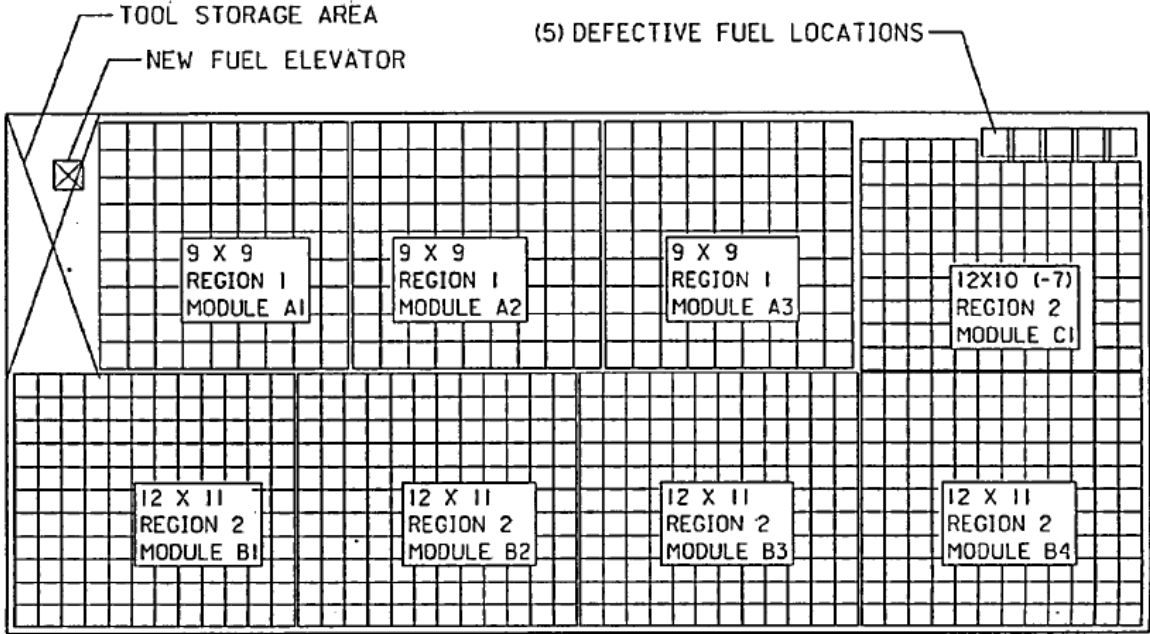 TOOL STORAGE AREA
(5) DEFECTIVE FUEL LOCATIONS
NEW FUEL ELEVATOR
9 X 9
REGION 1
MODULE A1
9 X 9
REGION 1
MODULE A2
9 X 9
REGION 1
MODULE A3
12X10 (-7)
REGION 2
MODULE C1
12 X 11
REGION 2
MODULE B1
12 X 11
REGION 2
MODULE B2
12 X 11
REGION 2
MODULE B3
12 X 11
REGION 2
MODULE B4